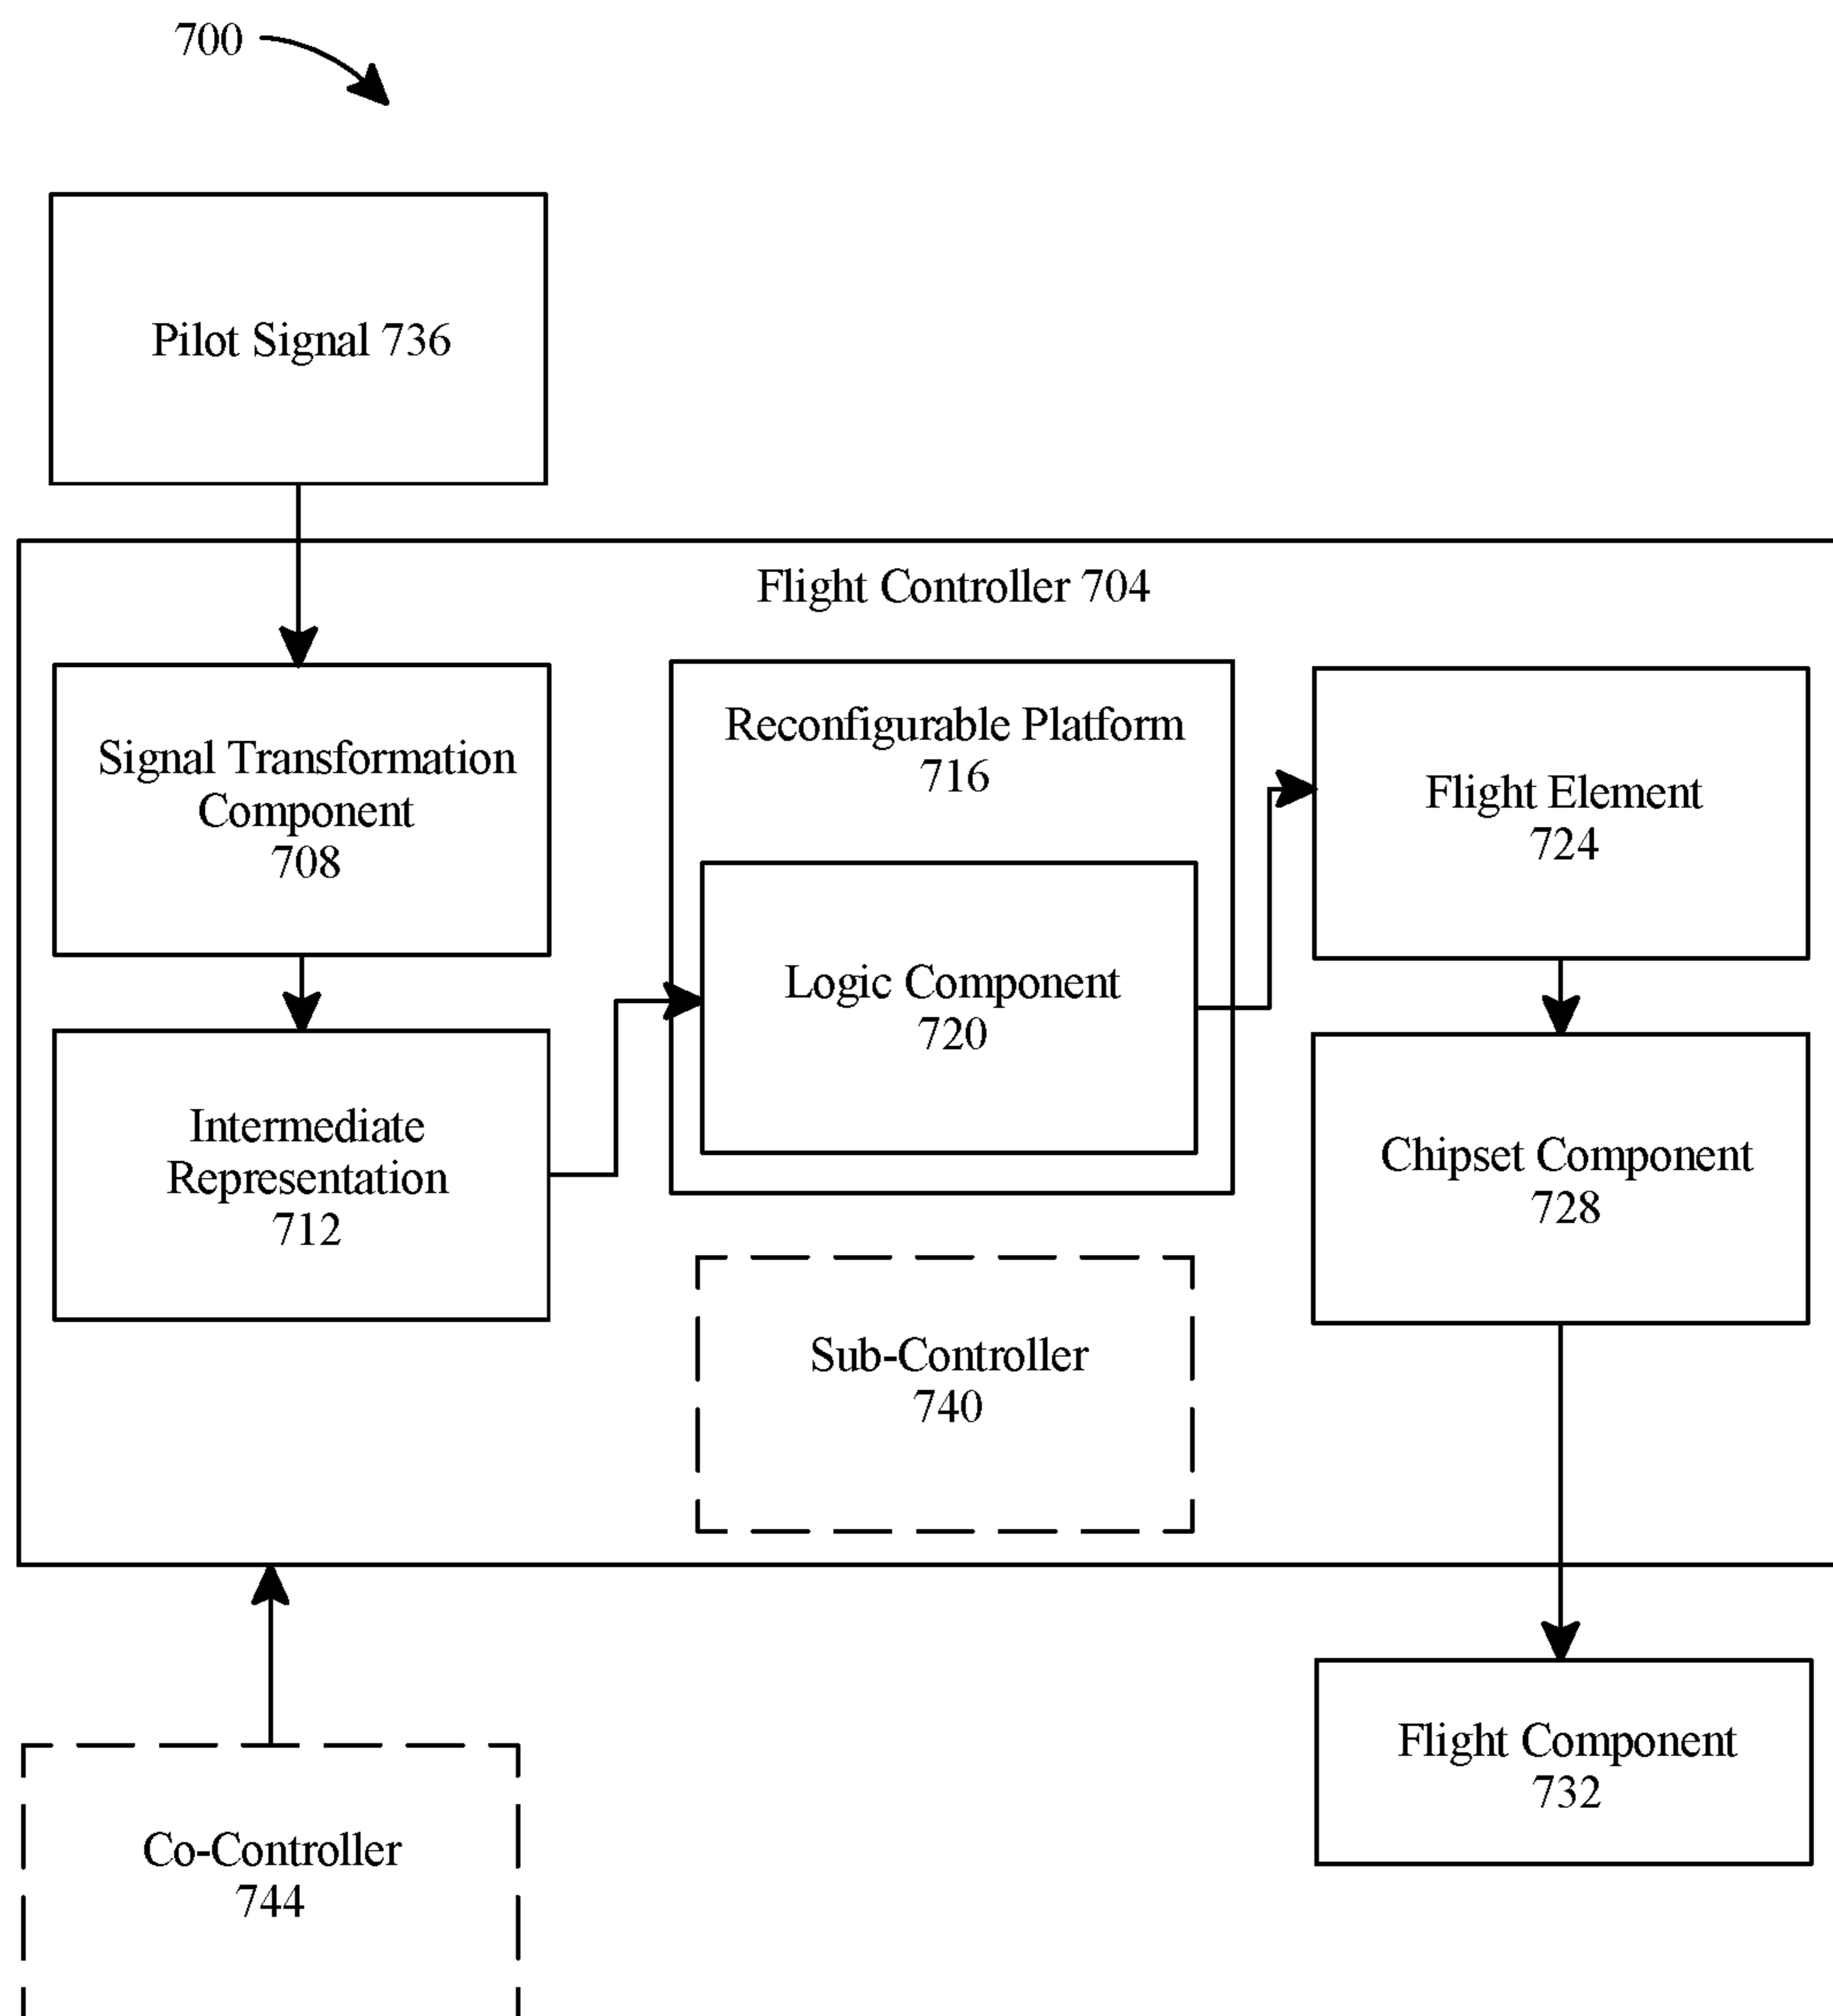 700
Pilot Signal 736
Flight Controller 704
Signal Transformation
Component
708
Reconfigurable Platform
716
Flight Element
724
Logic Component
720
Intermediate
Representation
712
Chipset Component
728
Sub-Controller
740
Flight Component
732
Co-Controller
744